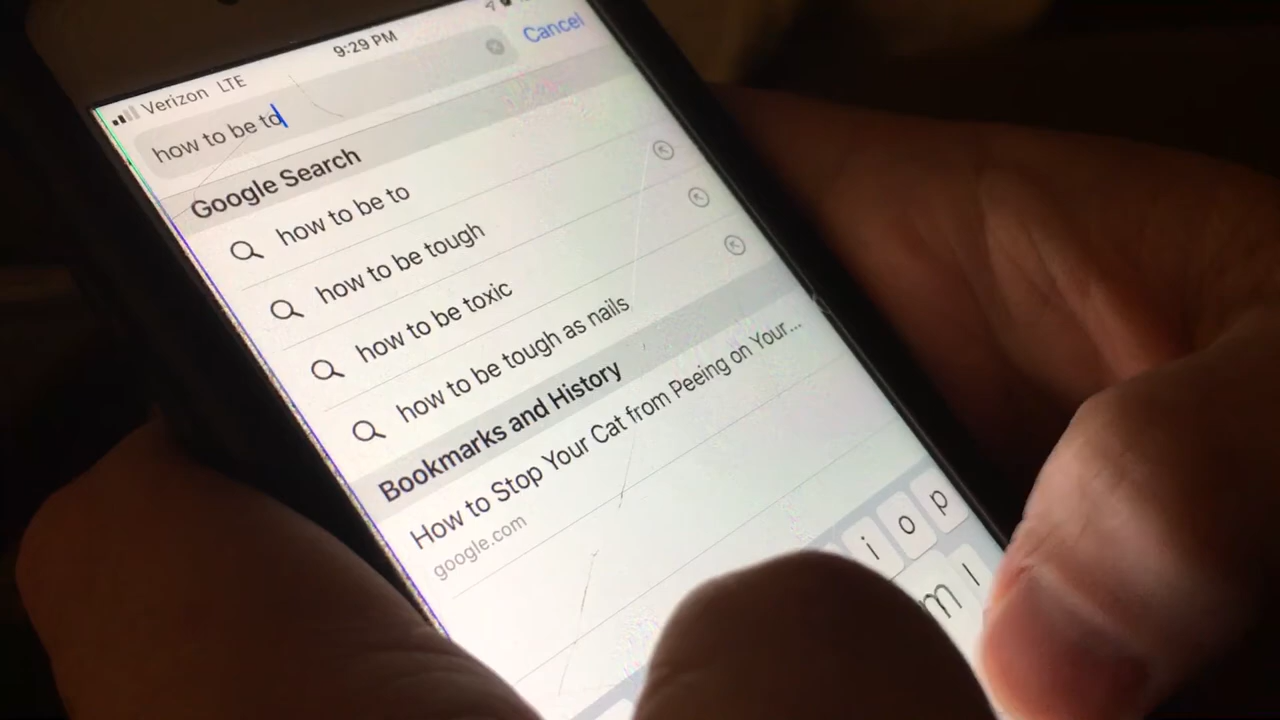 Verizon LTE 9:29 PM
how to be to Cancel
Google Search
how to be to
how to be tough
how to be toxic
how to be tough as nails
Bookmarks and History
How to Stop Your Cat from Peeing on Your...
google.com
i o p
m